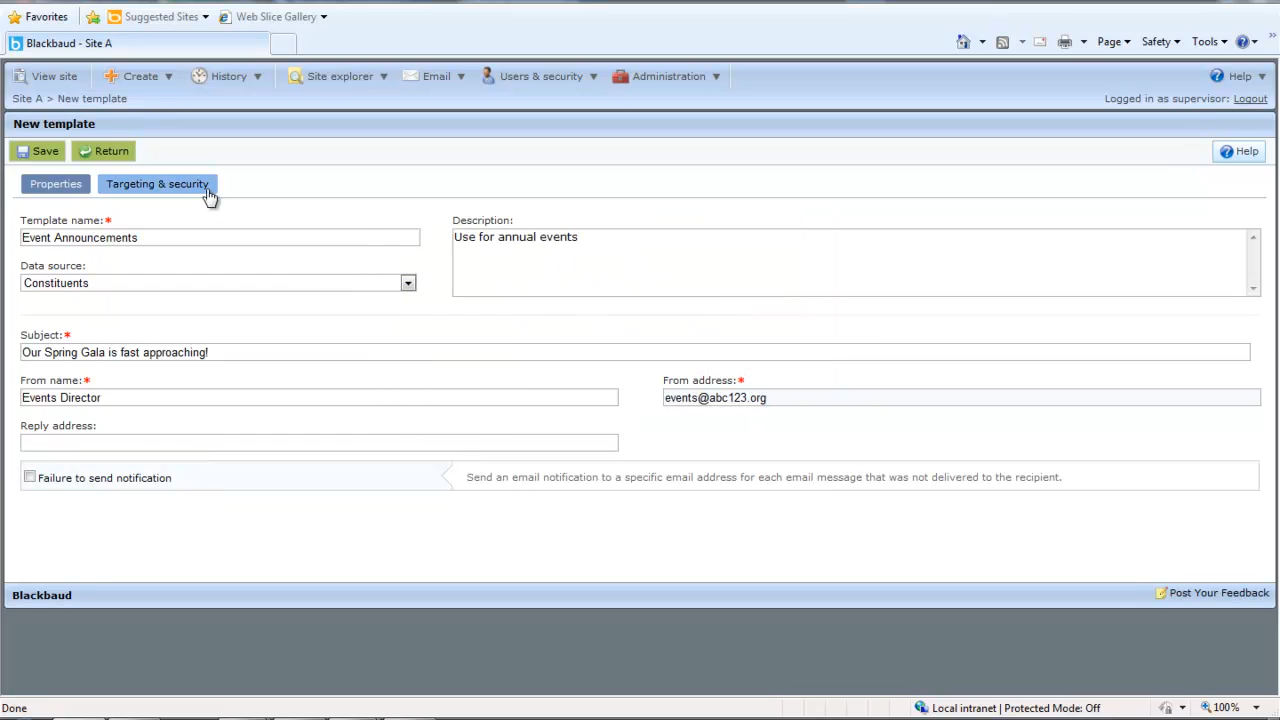 Favorites Suggested Sites Web Slice Gallery
Blackbaud - Site A Page Safety Tools
View site Create History Site explorer Email Users & security Administration Help
Site A > New template Logged in as supervisor: Logout
New template
Save Return Help
Properties Targeting & security
Template name:* Description:
Event Announcements Use for annual events
Data source:
Constituents
Subject:*
Our Spring Gala is fast approaching!
From name:* From address:*
Events Director events@abc123.org
Reply address:
Failure to send notification Send an email notification to a specific email address for each email message that was not delivered to the recipient.
Blackbaud Post Your Feedback
Done Local intranet | Protected Mode: Off 100%